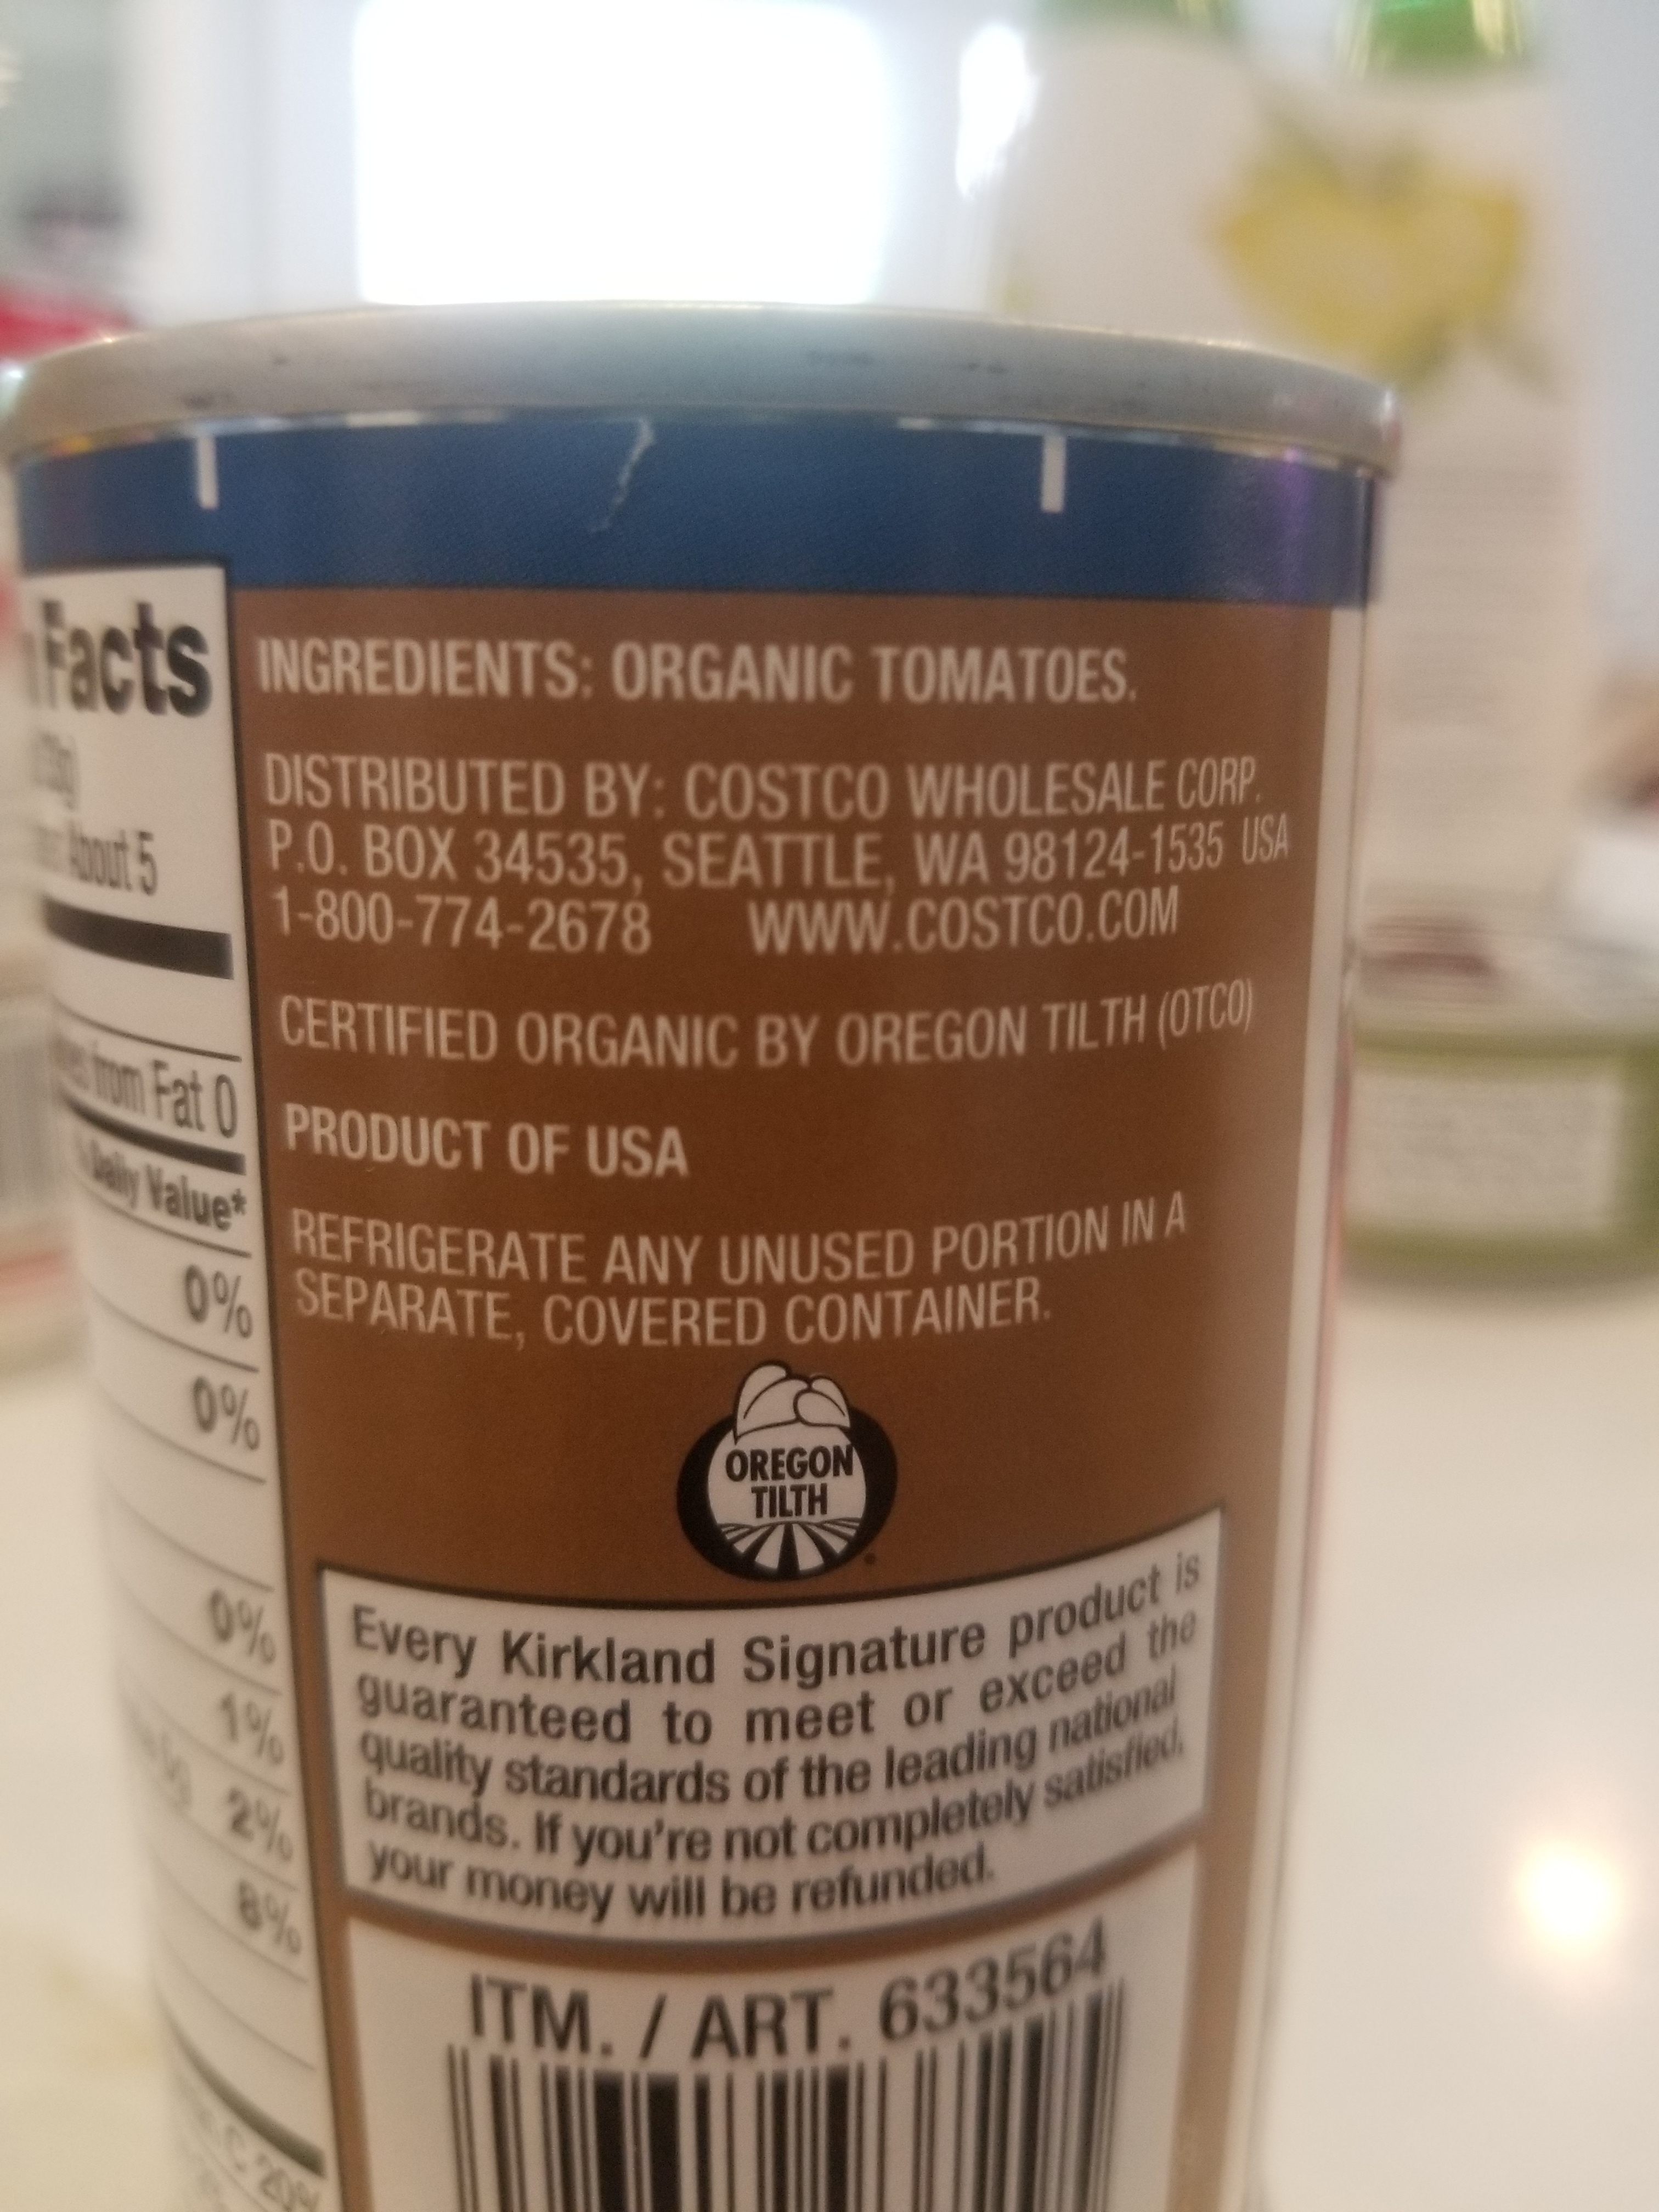 Facts
About 5
from Fat 0
Daily Value*
0%
0%
0%
1%
2%
8%
C 20%
INGREDIENTS: ORGANIC TOMATOES.
DISTRIBUTED BY: COSTCO WHOLESALE CORP.
P.O. BOX 34535, SEATTLE, WA 98124-1535 USA
1-800-774-2678 WWW.COSTCO.COM
CERTIFIED ORGANIC BY OREGON TILTH (OTCO)
PRODUCT OF USA
REFRIGERATE ANY UNUSED PORTION IN A
SEPARATE, COVERED CONTAINER.
OREGON
TILTH
Every Kirkland Signature product is
guaranteed to meet or exceed the
quality standards of the leading national
brands. If you're not completely satisfied,
your money will be refunded.
ITM. / ART. 633564